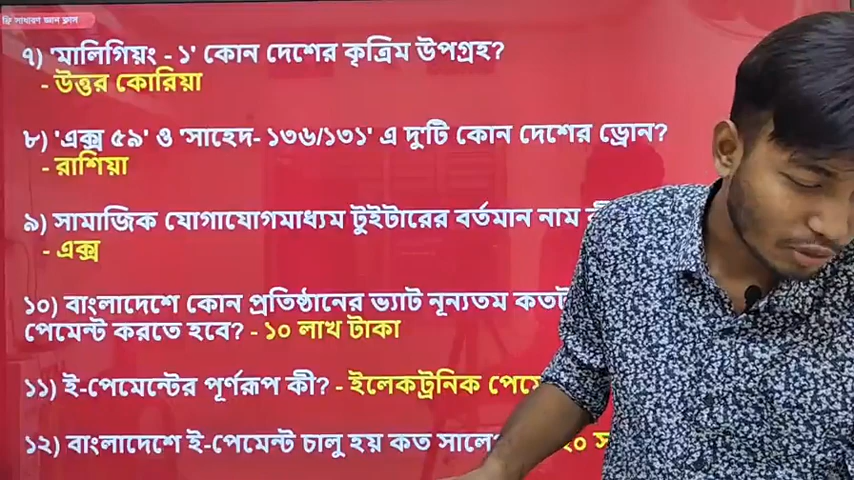 ফ্রি সাধারণ জ্ঞান ক্লাস
৭) 'মালিগিয়ং - ১' কোন দেশের কৃত্রিম উপগ্রহ?
- উত্তর কোরিয়া
৮) 'এক্স ৫৯' ও 'সাহেদ- ১৩৬/১৩১' এ দু'টি কোন দেশের ড্রোন?
- রাশিয়া
৯) সামাজিক যোগাযোগমাধ্যম টুইটারের বর্তমান নাম
- এক্স
১০) বাংলাদেশে কোন প্রতিষ্ঠানের ভ্যাট নূন্যতম
পেমেন্ট করতে হবে? - ১০ লাখ টাকা
১১) ই-পেমেন্টের পূর্ণরূপ কী? - ইলেকট্রনিক
১২) বাংলাদেশে ই-পেমেন্ট চালু হয় কত